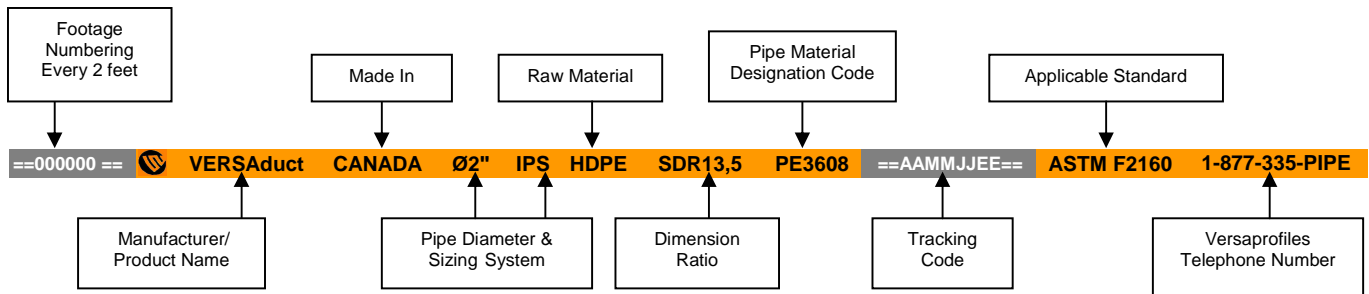 Footage
Numbering
Every 2 feet
Made In
Raw Material
Pipe Material
Designation Code
Applicable Standard
==000000 == VERSAduct CANADA Ø2" IPS HDPE SDR13,5 PE3608 ==AAMMJJEE== ASTM F2160 1-877-335-PIPE
Manufacturer/
Product Name
Pipe Diameter &
Sizing System
Dimension
Ratio
Tracking
Code
Versaprofiles
Telephone Number